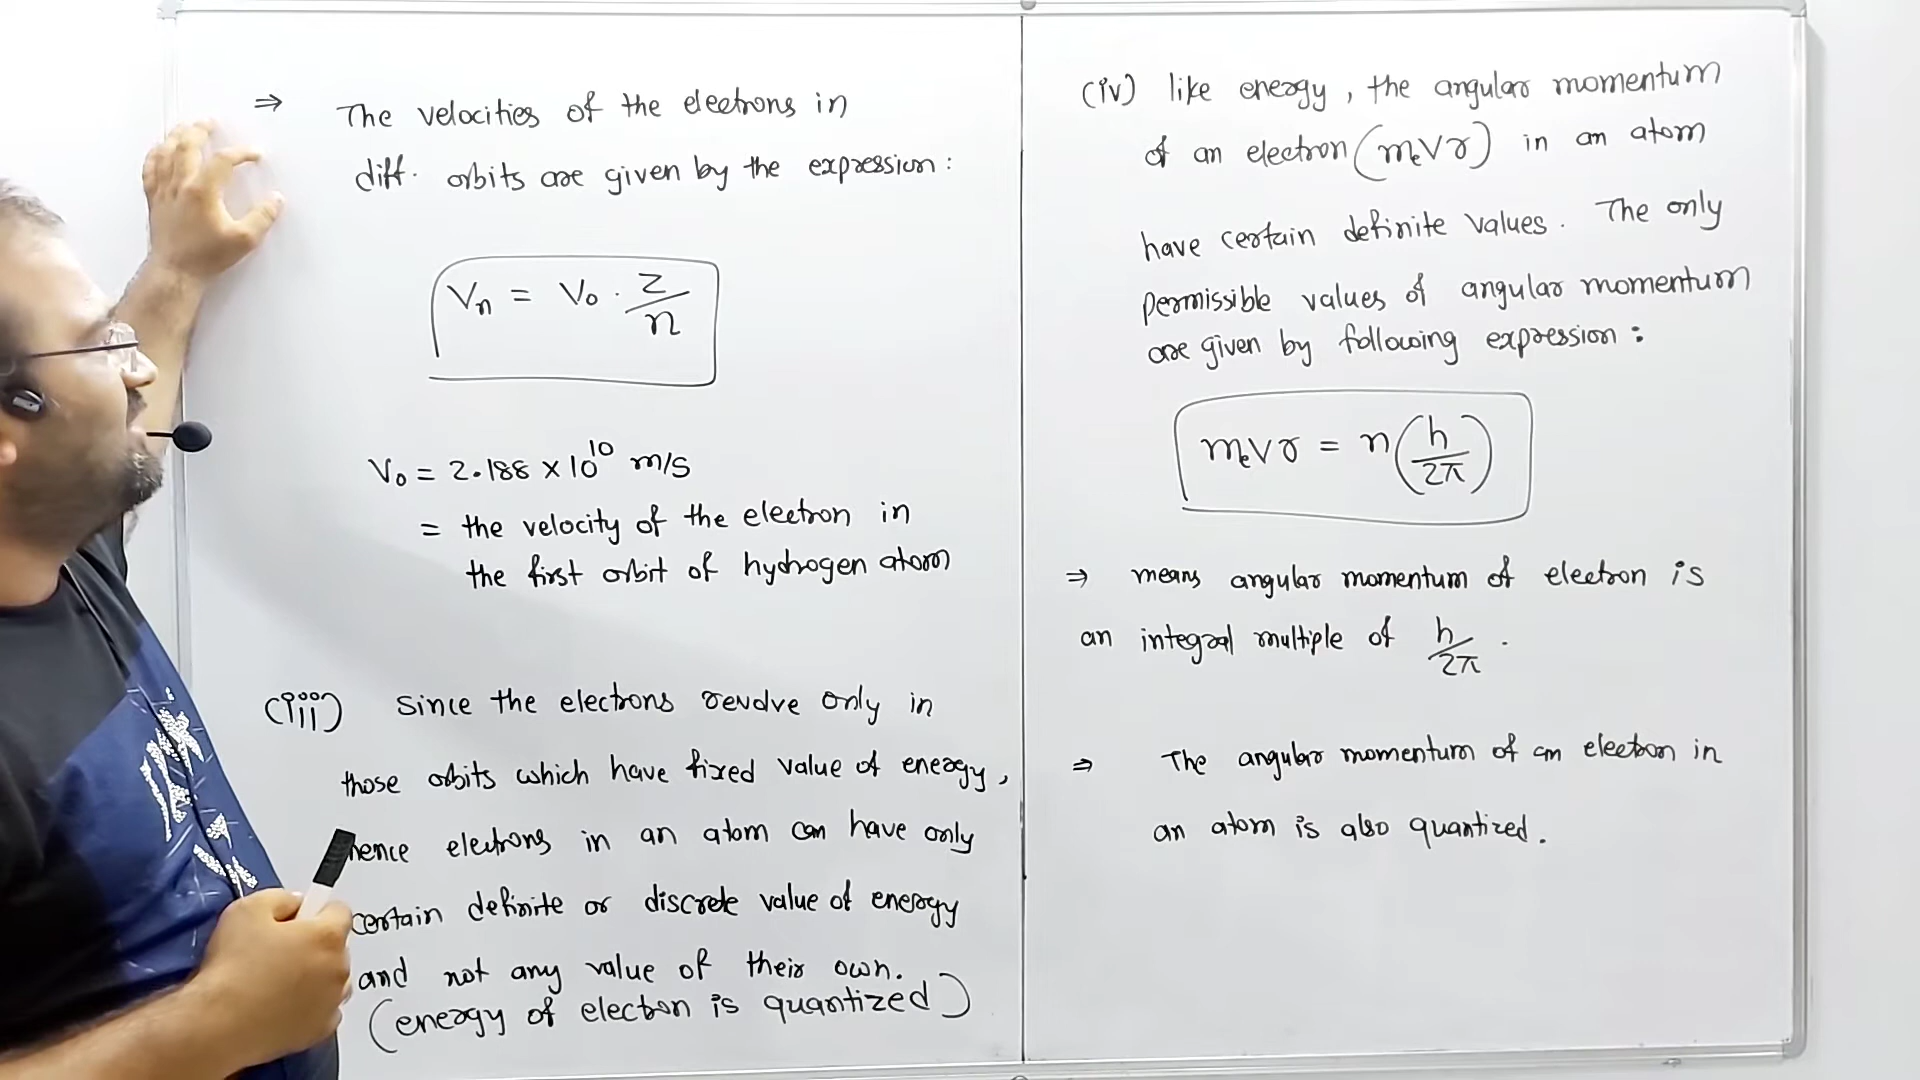 ⇒ The velocities of the electrons in
diff. orbits are given by the expression:
Vn = V₀ · Z/n
V₀ = 2.188 × 10¹⁰ m/s
= the velocity of the electron in
the first orbit of hydrogen atom
(iii) Since the electrons revolve only in
those orbits which have fixed value of energy,
hence electrons in an atom can have only
certain definite or discrete value of energy
and not any value of their own.
(energy of electron is quantized)
(iv) like energy, the angular momentum
of an electron (mₑvr) in an atom
have certain definite values. The only
permissible values of angular momentum
are given by following expression:
mₑvr = n(h/2π)
⇒ means angular momentum of electron is
an integral multiple of h/2π.
⇒ The angular momentum of an electron in
an atom is also quantized.